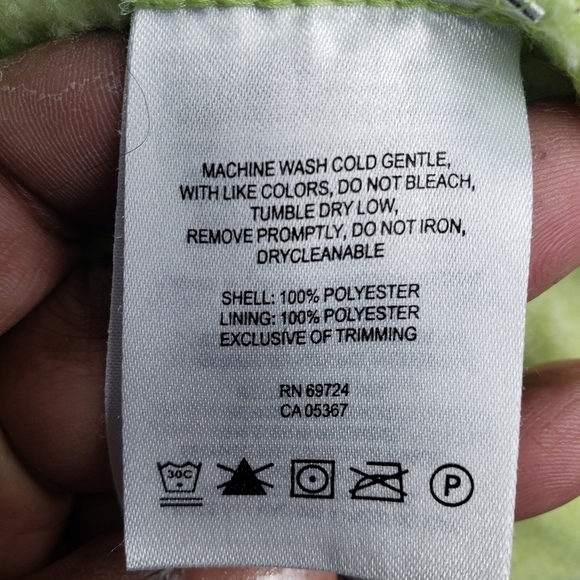 MACHINE WASH COLD GENTLE,
WITH LIKE COLORS, DO NOT BLEACH,
TUMBLE DRY LOW,
REMOVE PROMPTLY, DO NOT IRON,
DRYCLEANABLE
SHELL: 100% POLYESTER
LINING: 100% POLYESTER
EXCLUSIVE OF TRIMMING
RN 69724
CA 05367
30C P